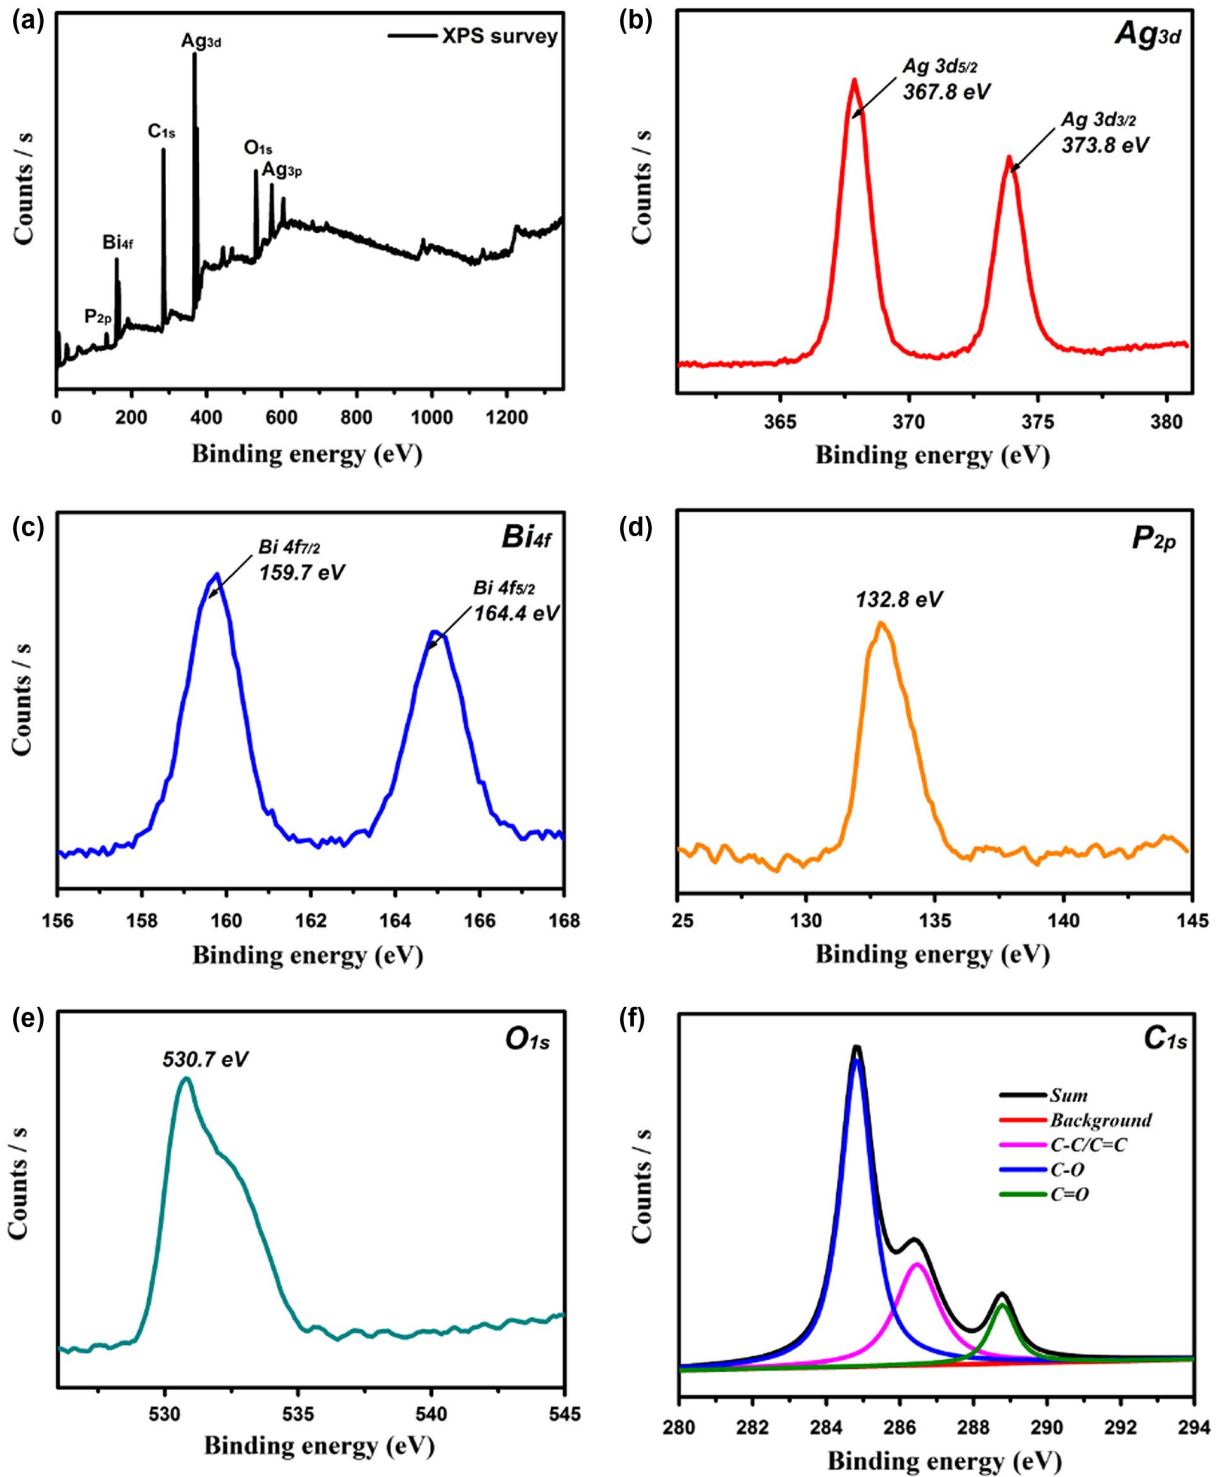 (a)
XPS survey
Ag3d
C1s
O1s
Ag3p
Bi4f
P2p
Counts / s
0 200 400 600 800 1000 1200
Binding energy (eV)
(b)
Ag3d
Ag 3d5/2
367.8 eV
Ag 3d3/2
373.8 eV
Counts / s
365 370 375 380
Binding energy (eV)
(c)
Bi4f
Bi 4f7/2
159.7 eV
Bi 4f5/2
164.4 eV
Counts / s
156 158 160 162 164 166 168
Binding energy (eV)
(d)
P2p
132.8 eV
25 130 135 140 145
Binding energy (eV)
(e)
O1s
530.7 eV
Counts / s
530 535 540 545
Binding energy (eV)
(f)
C1s
Sum
Background
C-C/C=C
C-O
C=O
Counts / s
280 282 284 286 288 290 292 294
Binding energy (eV)